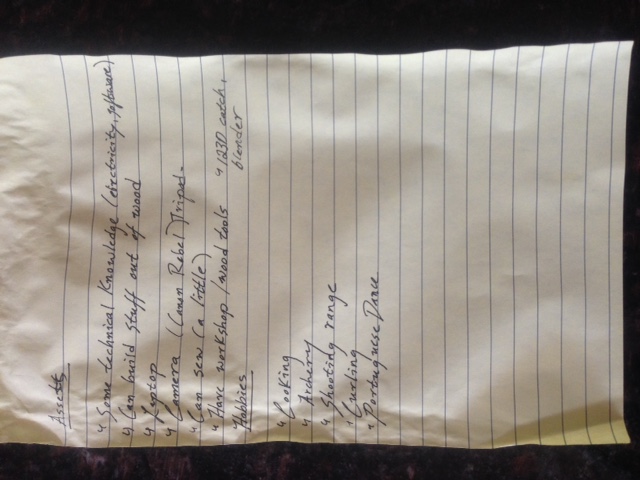 Assets
Some technical Knowledge (electricity, software)
Can build stuff out of wood
Laptop
Camera (Canon Rebel) Tripod.
Can sew (a little)
Have workshop / wood tools
123D catch,
blender
Hobbies
Cooking
Archery
Shooting range
Curling
Portuguese Dance